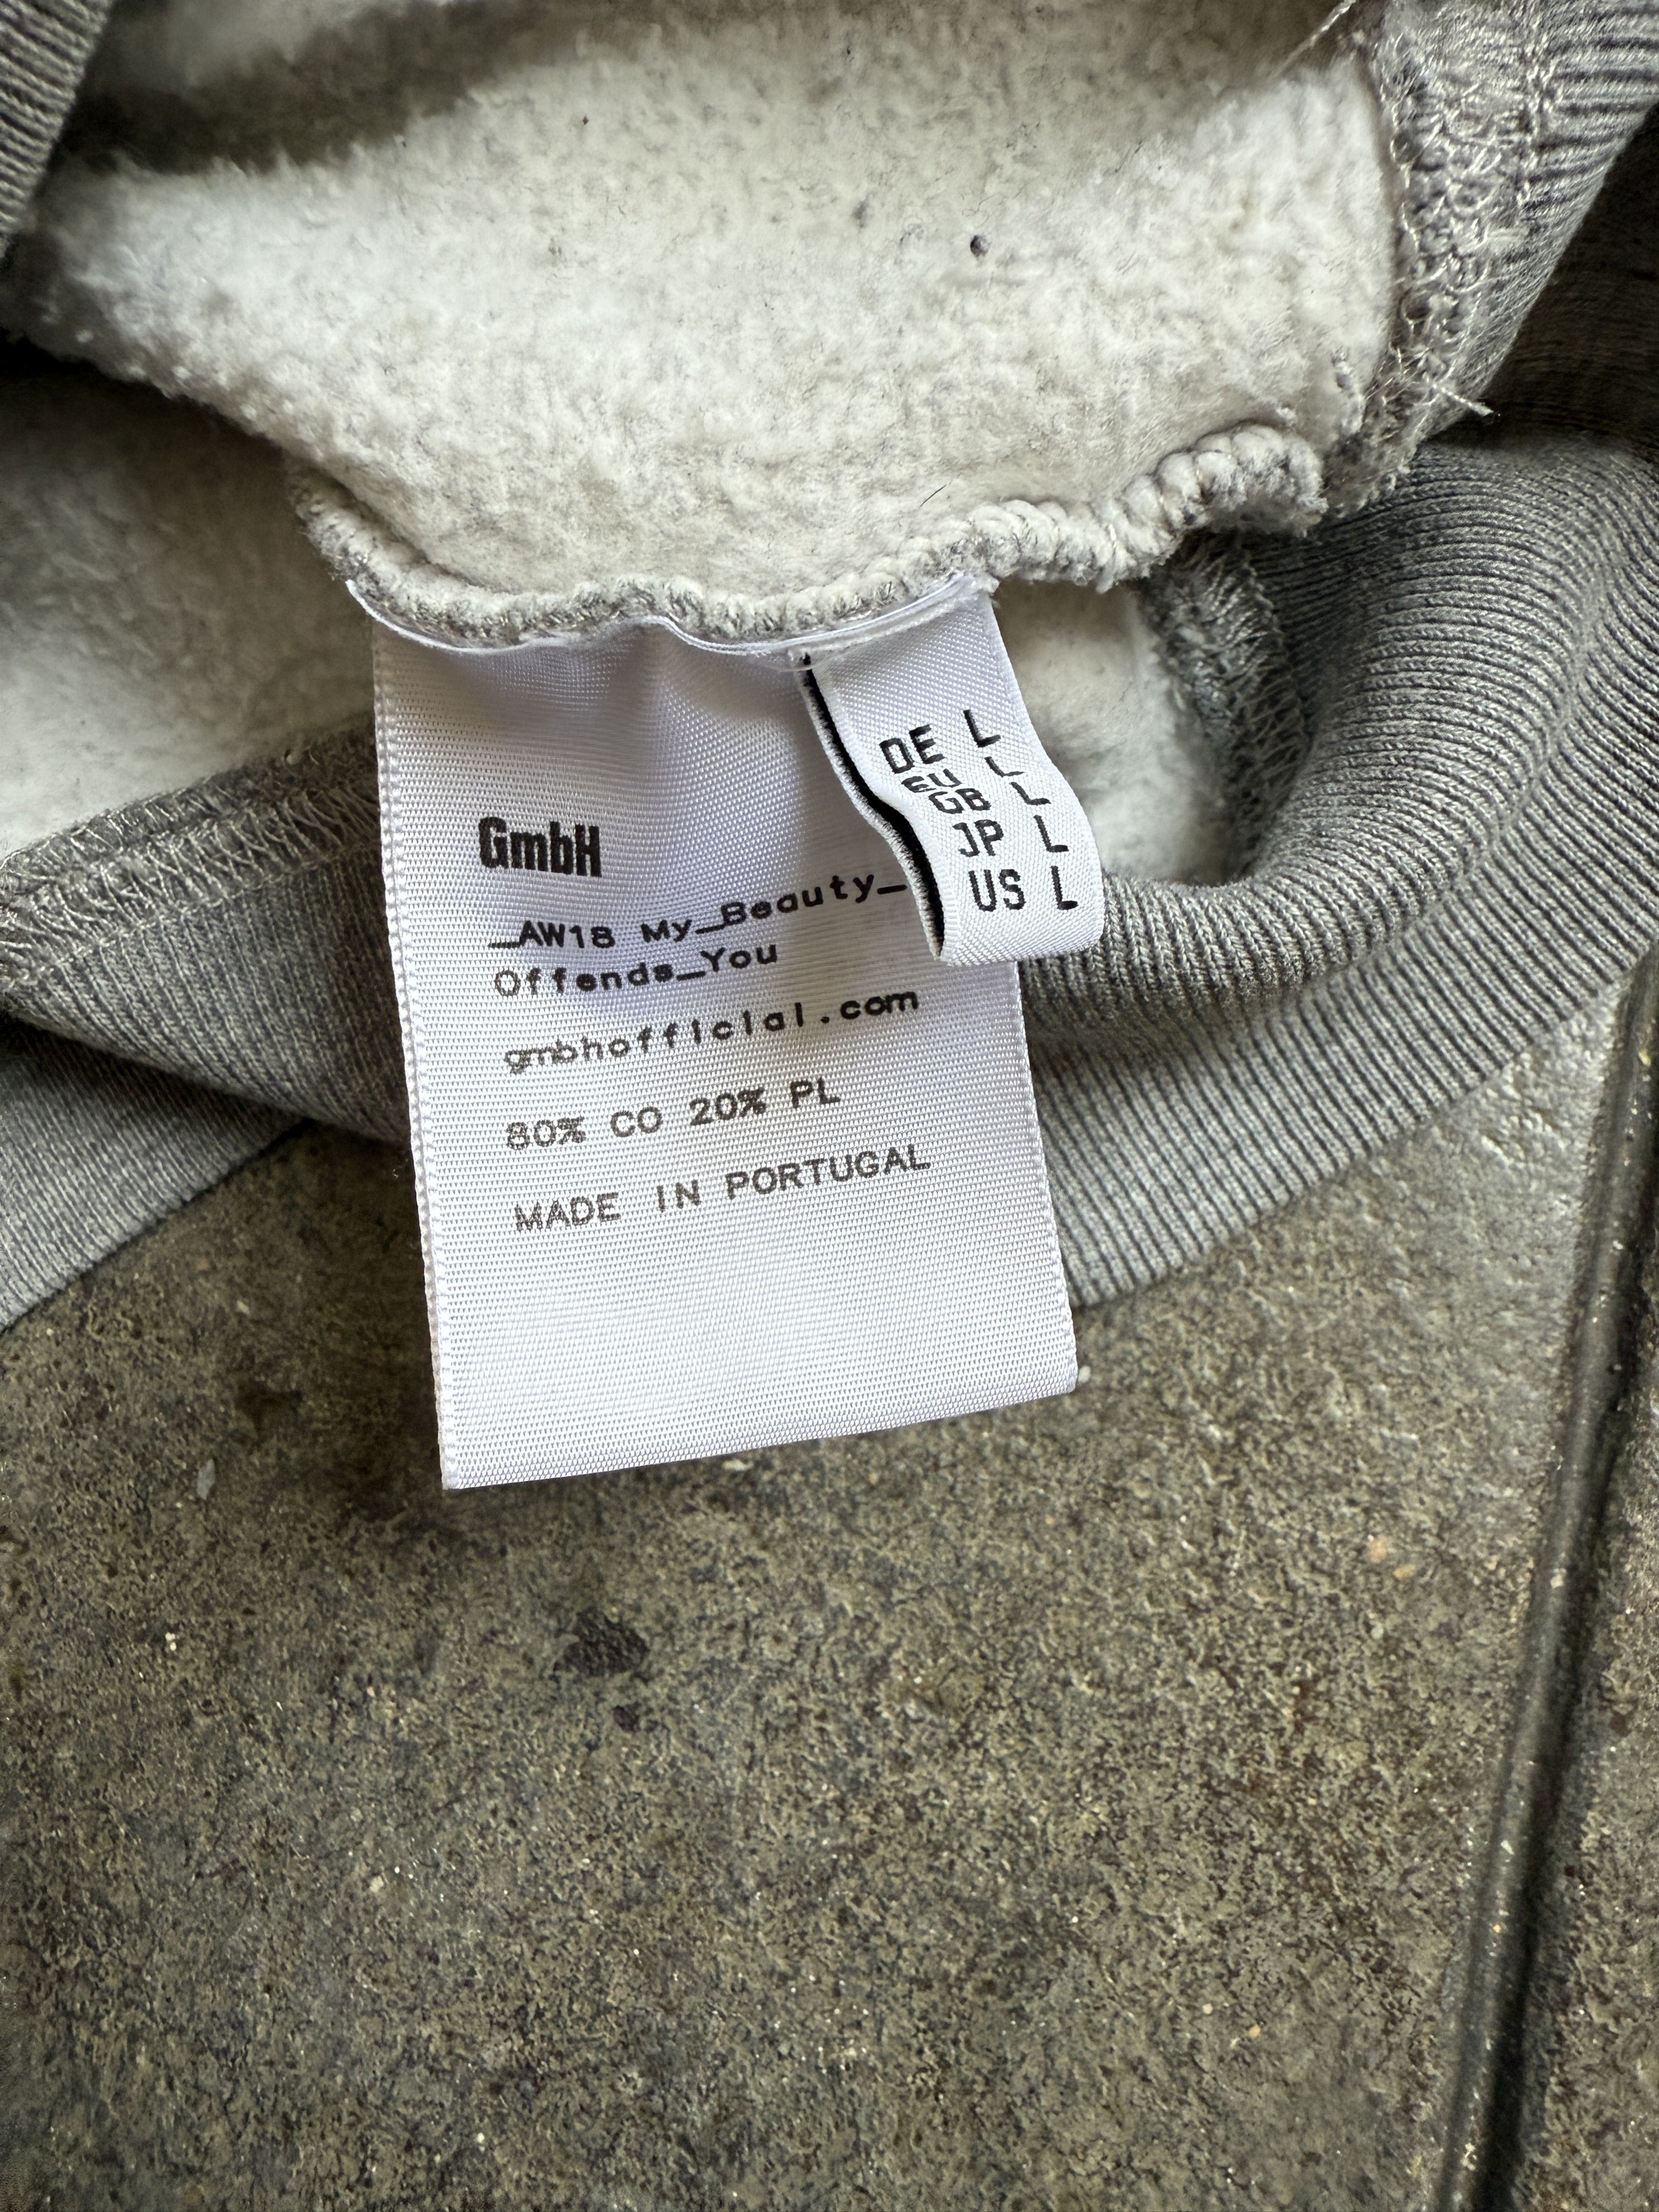 GmbH
_AW18 My_Beauty_
Offends_You
gmbhofficial.com
80% CO 20% PL
MADE IN PORTUGAL
DE L
EU L
GB L
JP L
US L